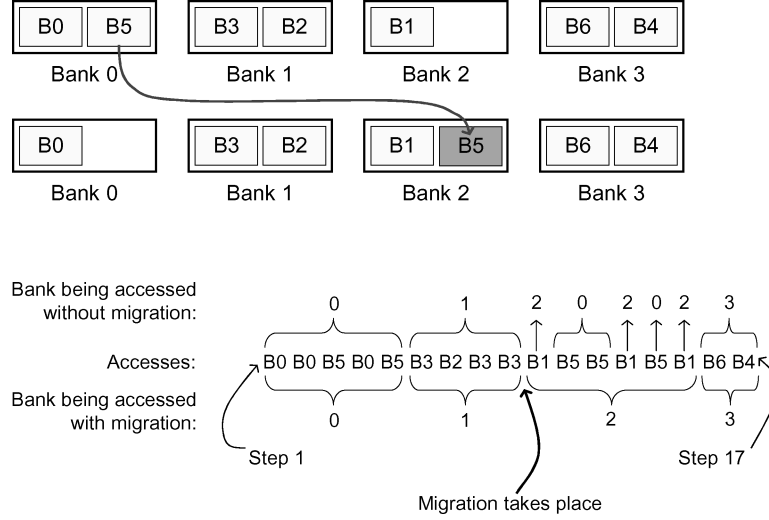 B0 B5 B3 B2 B1 B6 B4
Bank 0 Bank 1 Bank 2 Bank 3
B0 B3 B2 B1 B5 B6 B4
Bank 0 Bank 1 Bank 2 Bank 3
Bank being accessed
without migration:
0 1 2 0 2 0 2 3
Accesses:
B0 B0 B5 B0 B5 B3 B2 B3 B3 B1 B5 B5 B1 B5 B1 B6 B4
Bank being accessed
with migration:
0 1 2 3
Step 1
Step 17
Migration takes place